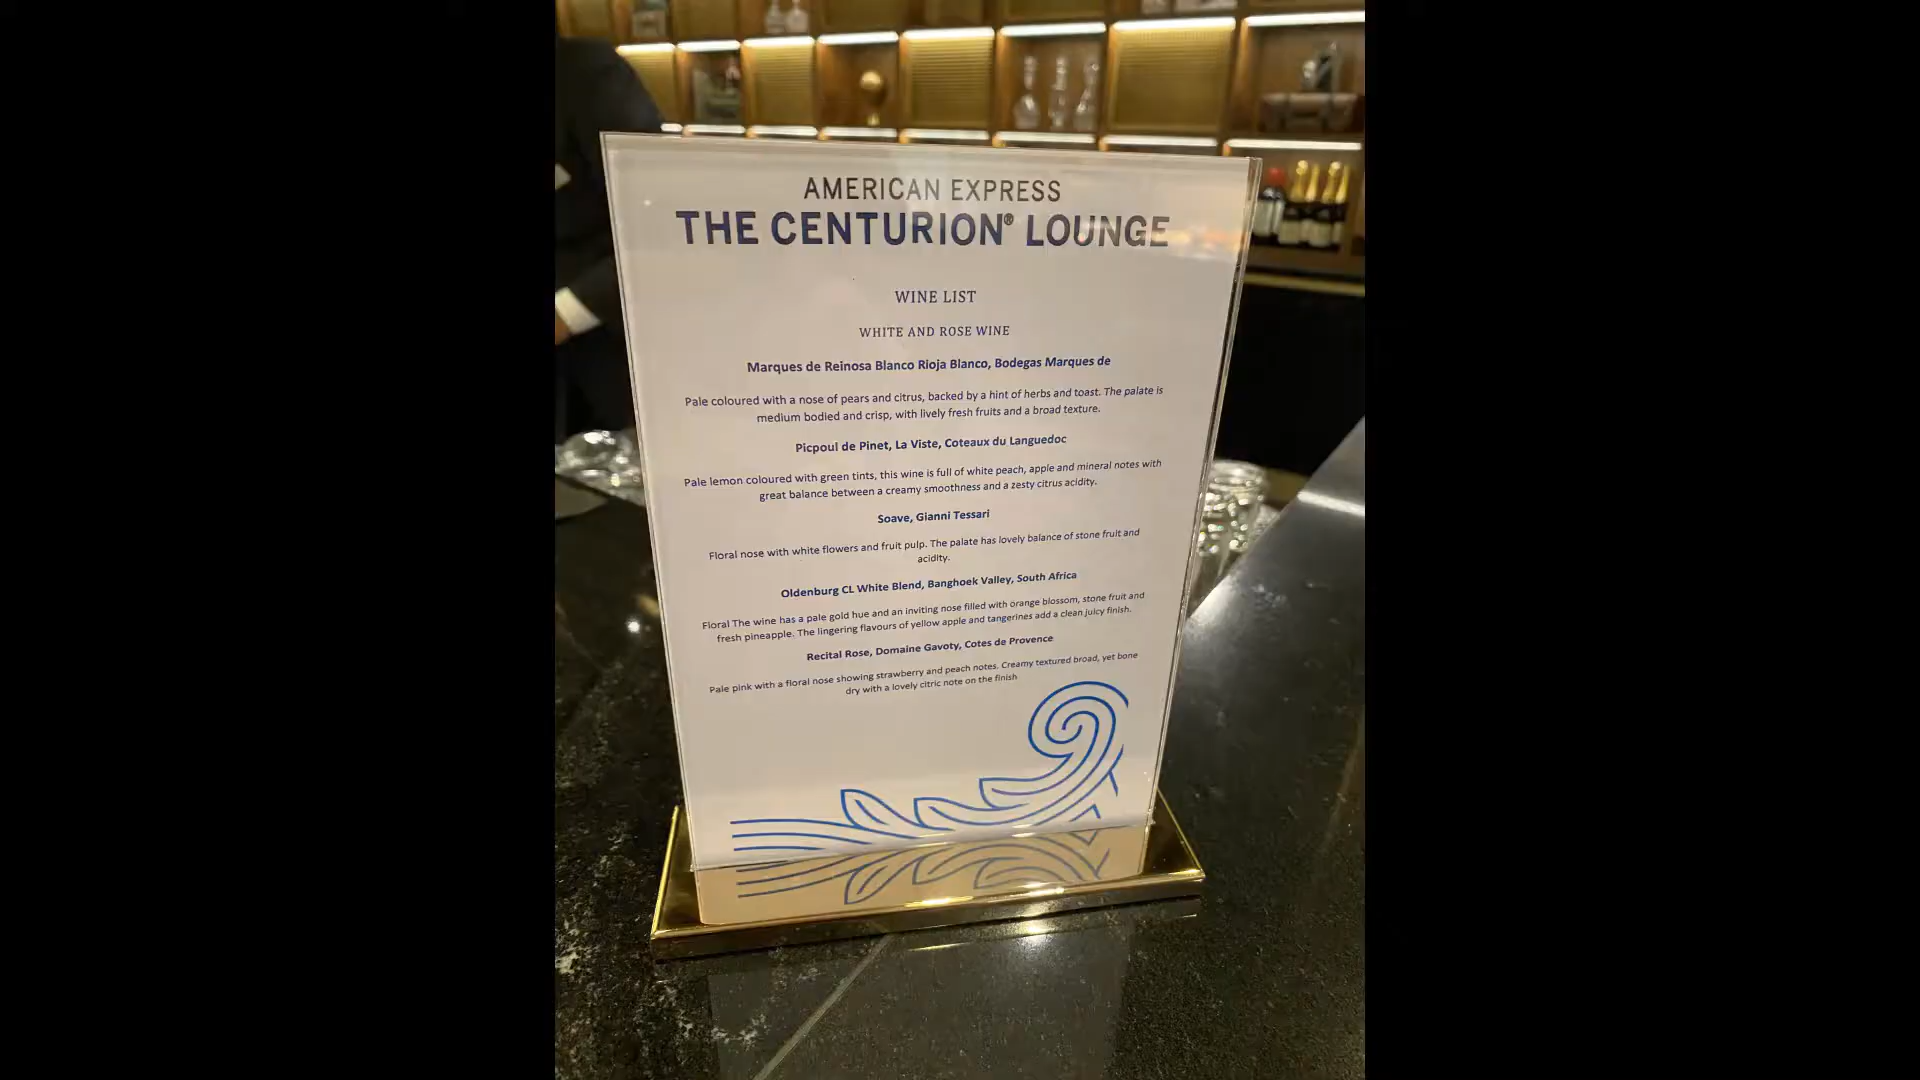 AMERICAN EXPRESS
THE CENTURION® LOUNGE
WINE LIST
WHITE AND ROSE WINE
Marques de Reinosa Blanco Rioja Blanco, Bodegas Marques de
Pale coloured with a nose of pears and citrus, backed by a hint of herbs and toast. The palate is
medium bodied and crisp, with lively fresh fruits and a broad texture.
Picpoul de Pinet, La Viste, Coteaux du Languedoc
Pale lemon coloured with green tints, this wine is full of white peach, apple and mineral notes with
great balance between a creamy smoothness and a zesty citrus acidity.
Soave, Gianni Tessari
Floral nose with white flowers and fruit pulp. The palate has lovely balance of stone fruit and
acidity.
Oldenburg CL White Blend, Banghoek Valley, South Africa
Floral The wine has a pale gold hue and an inviting nose filled with orange blossom, stone fruit and
fresh pineapple. The lingering flavours of yellow apple and tangerines add a clean juicy finish.
Recital Rose, Domaine Gavoty, Cotes de Provence
Pale pink with a floral nose showing strawberry and peach notes. Creamy textured broad, yet bone
dry with a lovely citric note on the finish